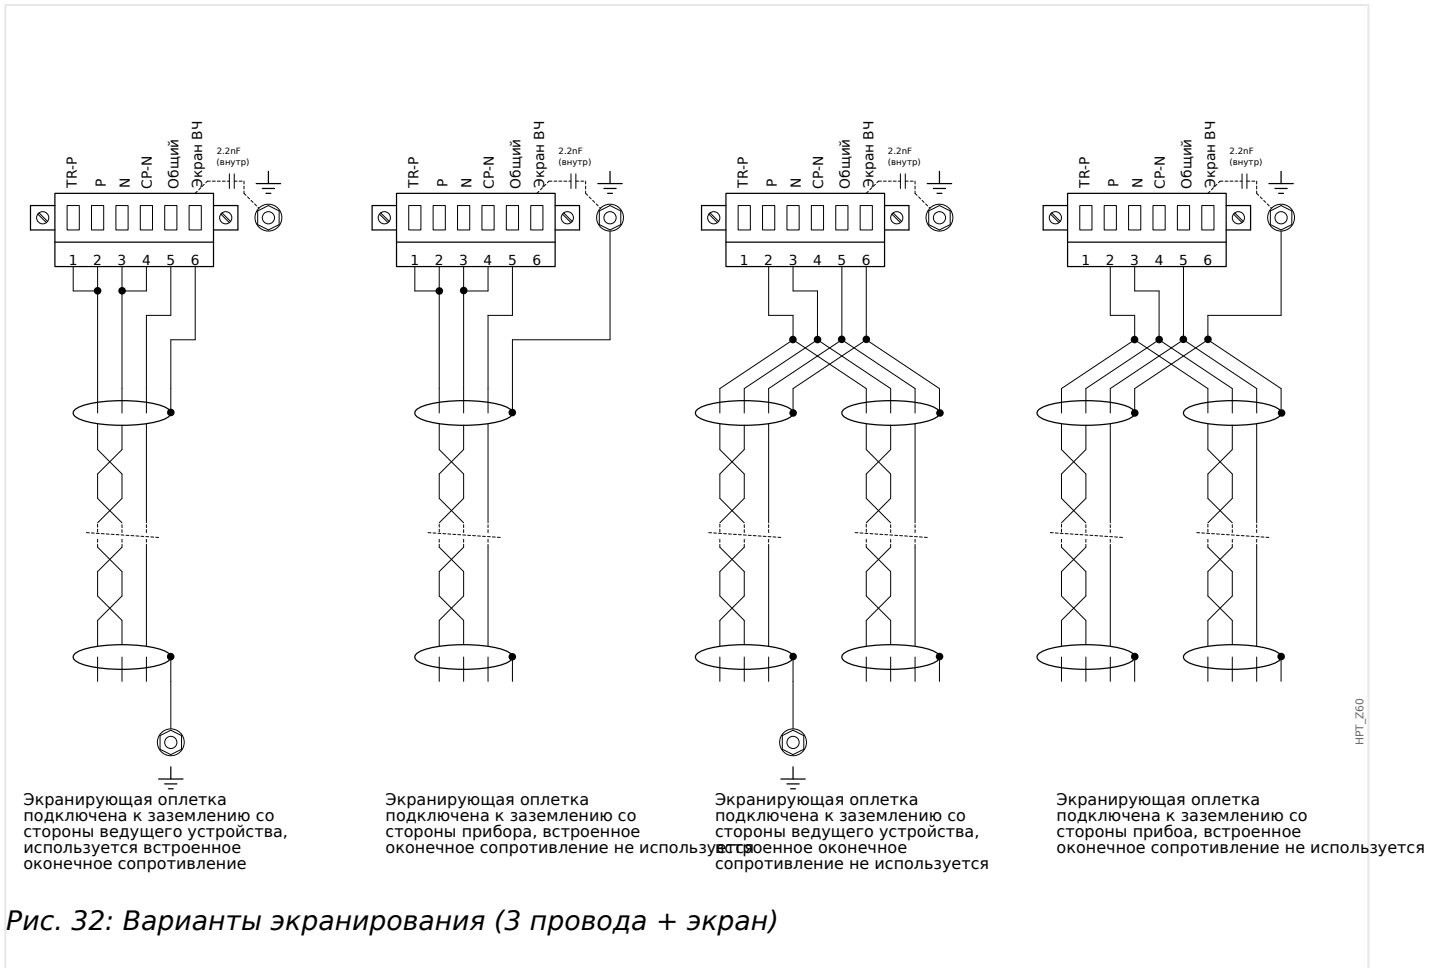 TR-P
P
N
CP-N
Общий
Экран ВЧ
2.2nF
(внутр)
1 2 3 4 5 6
TR-P
P
N
CP-N
Общий
Экран ВЧ
2.2nF
(внутр)
1 2 3 4 5 6
TR-P
P
N
CP-N
Общий
Экран ВЧ
2.2nF
(внутр)
1 2 3 4 5 6
TR-P
P
N
CP-N
Общий
Экран ВЧ
2.2nF
(внутр)
1 2 3 4 5 6
HPT_Z60
Экранирующая оплетка
подключена к заземлению со
стороны ведущего устройства,
используется встроенное
оконечное сопротивление
Экранирующая оплетка
подключена к заземлению со
стороны прибора, встроенное
оконечное сопротивление не используется
Экранирующая оплетка
подключена к заземлению со
стороны ведущего устройства,
встроенное оконечное
сопротивление не используется
Экранирующая оплетка
подключена к заземлению со
стороны прибоа, встроенное
оконечное сопротивление не используется
Рис. 32: Варианты экранирования (3 провода + экран)